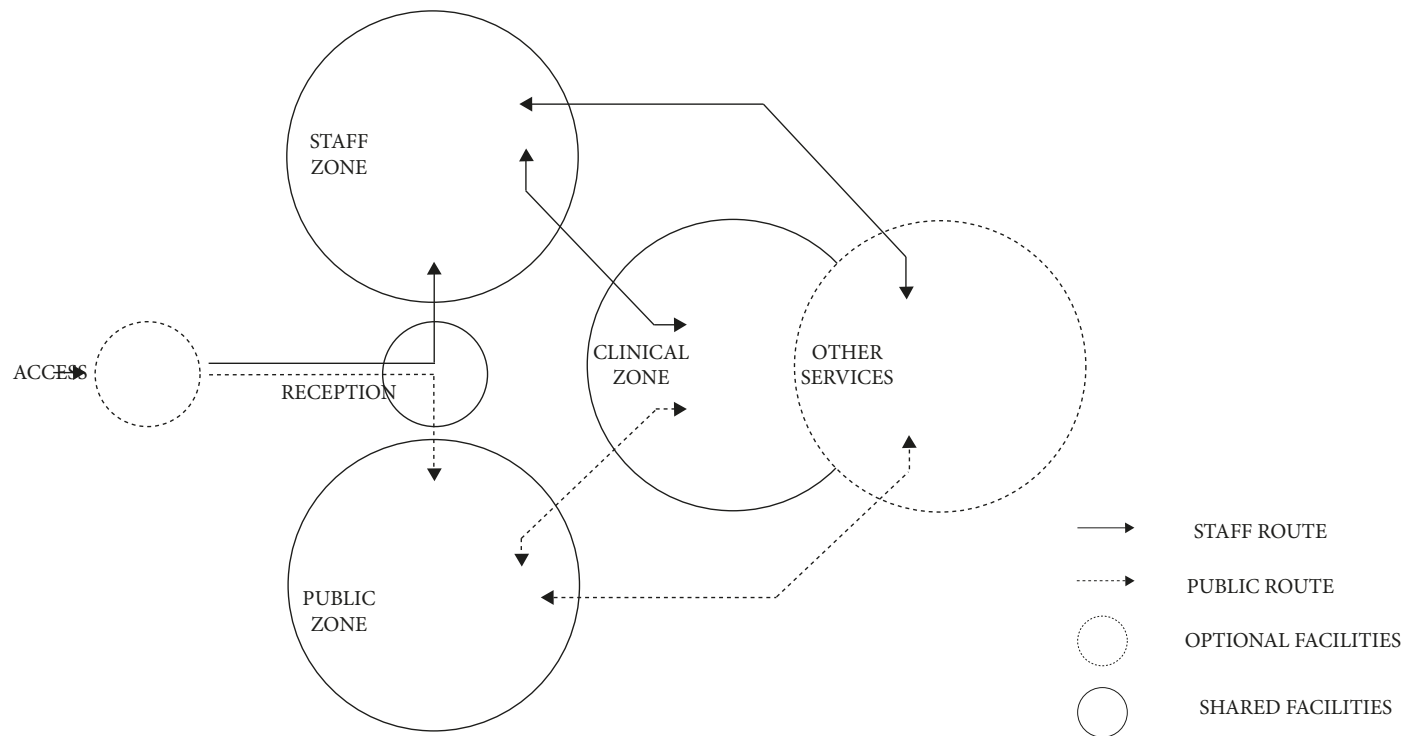 STAFF
ZONE
ACCESS
RECEPTION
CLINICAL
ZONE
OTHER
SERVICES
PUBLIC
ZONE
STAFF ROUTE
PUBLIC ROUTE
OPTIONAL FACILITIES
SHARED FACILITIES